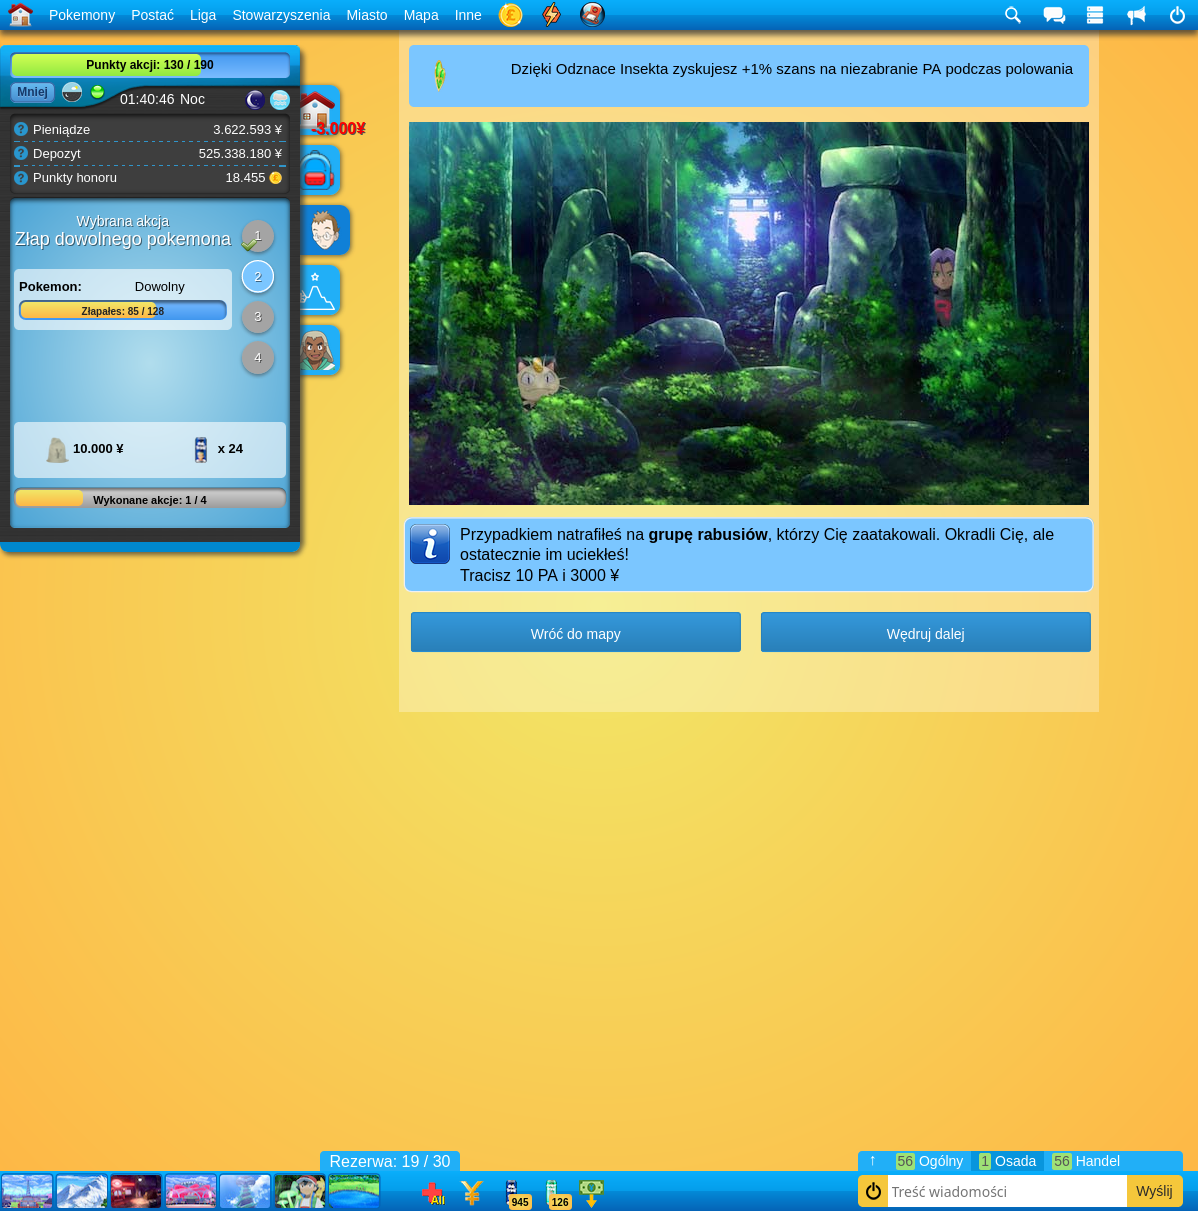 Pokemony Postać Liga Stowarzyszenia Miasto Mapa Inne
Punkty akcji: 130 / 190
Mniej
01:40:46 Noc
Pieniądze 3.622.593 ¥
Depozyt 525.338.180 ¥
Punkty honoru 18.455
-3.000¥
Wybrana akcja
Złap dowolnego pokemona
1
2
3
4
Pokemon: Dowolny
Złapałeś: 85 / 128
10.000 ¥ x 24
Wykonane akcje: 1 / 4
Dzięki Odznace Insekta zyskujesz +1% szans na niezabranie PA podczas polowania
Przypadkiem natrafiłeś na grupę rabusiów, którzy Cię zaatakowali. Okradli Cię, ale
ostatecznie im uciekłeś!
Tracisz 10 PA i 3000 ¥
Wróć do mapy Wędruj dalej
Rezerwa: 19 / 30
↑ 56 Ogólny 1 Osada 56 Handel
All 945 126
Treść wiadomości Wyślij